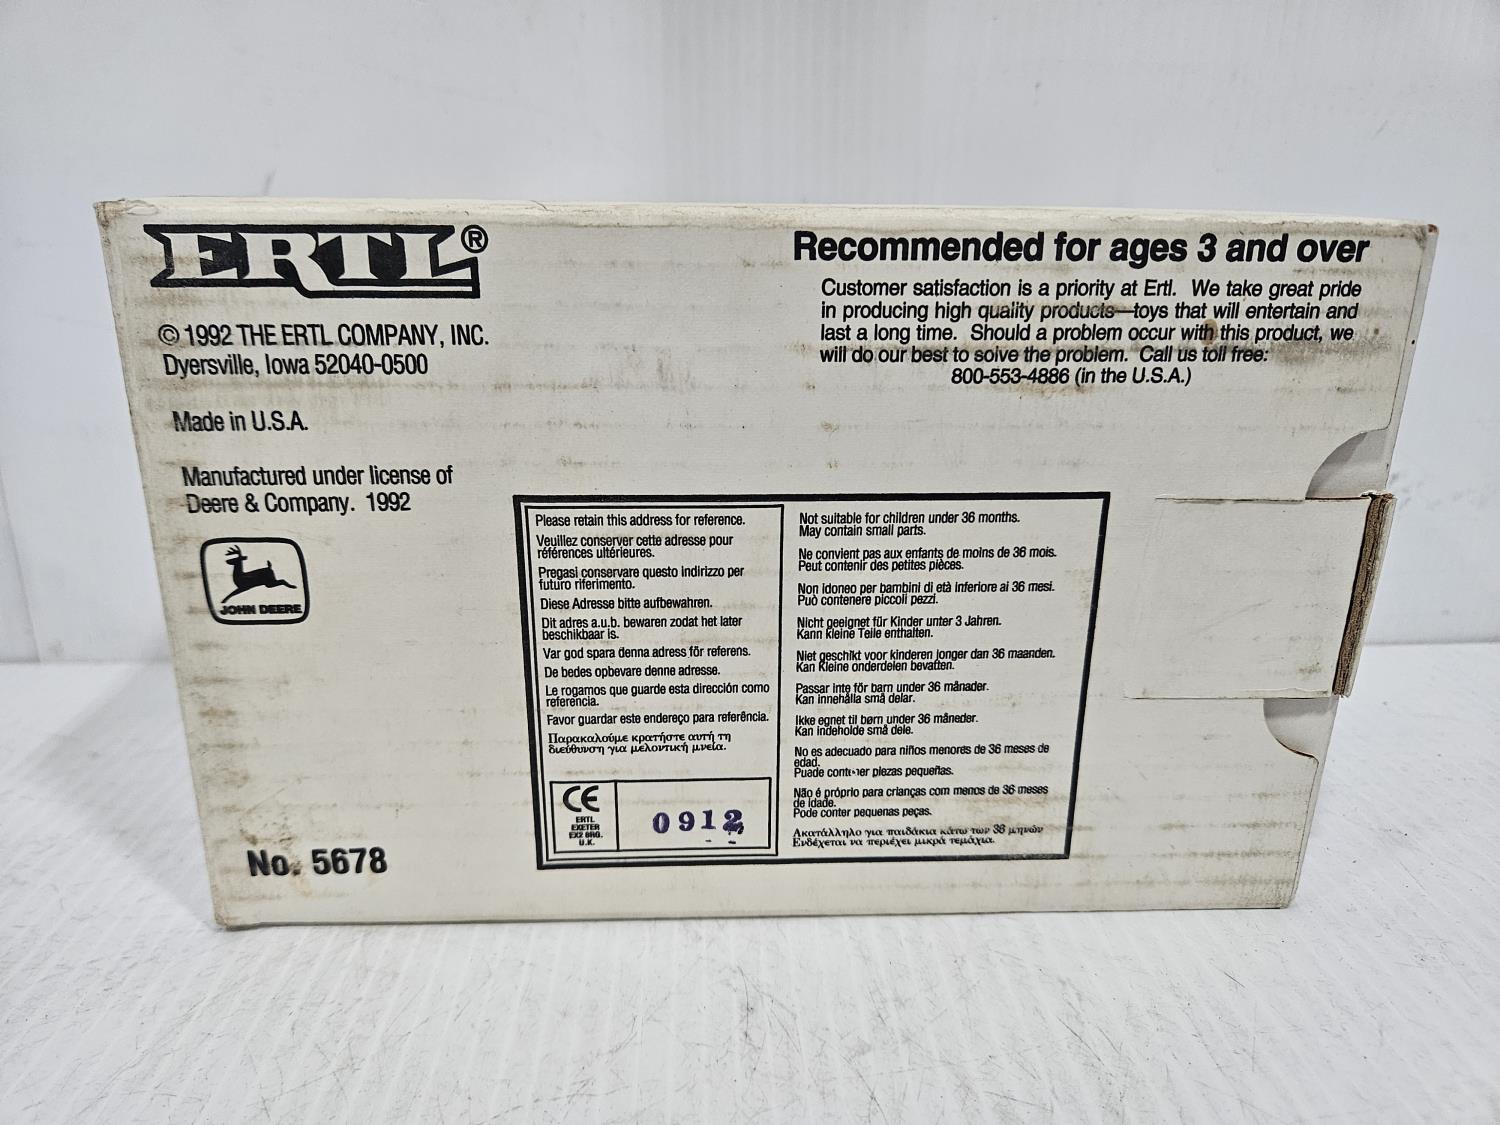 ERTL®
© 1992 THE ERTL COMPANY, INC.
Dyersville, Iowa 52040-0500
Made in U.S.A.
Manufactured under license of
Deere & Company. 1992
JOHN DEERE
No. 5678
Recommended for ages 3 and over
Customer satisfaction is a priority at Ertl. We take great pride
in producing high quality products—toys that will entertain and
last a long time. Should a problem occur with this product, we
will do our best to solve the problem. Call us toll free:
800-553-4886 (in the U.S.A.)
Please retain this address for reference.
Veuillez conserver cette adresse pour
références ultérieures.
Pregasi conservare questo indirizzo per
futuro riferimento.
Diese Adresse bitte aufbewahren.
Dit adres a.u.b. bewaren zodat het later
beschikbaar is.
Var god spara denna adress för referens.
De bedes opbevare denne adresse.
Le rogamos que guarde esta dirección como
referencia.
Favor guardar este endereço para referência.
Παρακαλούμε κρατήστε αυτή τη
διεύθυνση για μελοντική μνεία.
CE
ERTL
EXETER
EX2 8RG.
U.K.
0912
Not suitable for children under 36 months.
May contain small parts.
Ne convient pas aux enfants de moins de 36 mois.
Peut contenir des petites pièces.
Non idoneo per bambini di età inferiore ai 36 mesi.
Può contenere piccoli pezzi.
Nicht geeignet für Kinder unter 3 Jahren.
Kann kleine Teile enthalten.
Niet geschikt voor kinderen jonger dan 36 maanden.
Kan Kleine onderdelen bevatten.
Passar inte för barn under 36 månader.
Kan innehålla små delar.
Ikke egnet til børn under 36 måneder.
Kan indeholde små dele.
No es adecuado para niños menores de 36 meses de
edad.
Puede contener piezas pequeñas.
Não é próprio para crianças com menos de 36 meses
de idade.
Pode conter pequenas peças.
Ακατάλληλο για παιδάκια κάτω των 36 μηνών
Ενδέχεται να περιέχει μικρά τεμάχια.